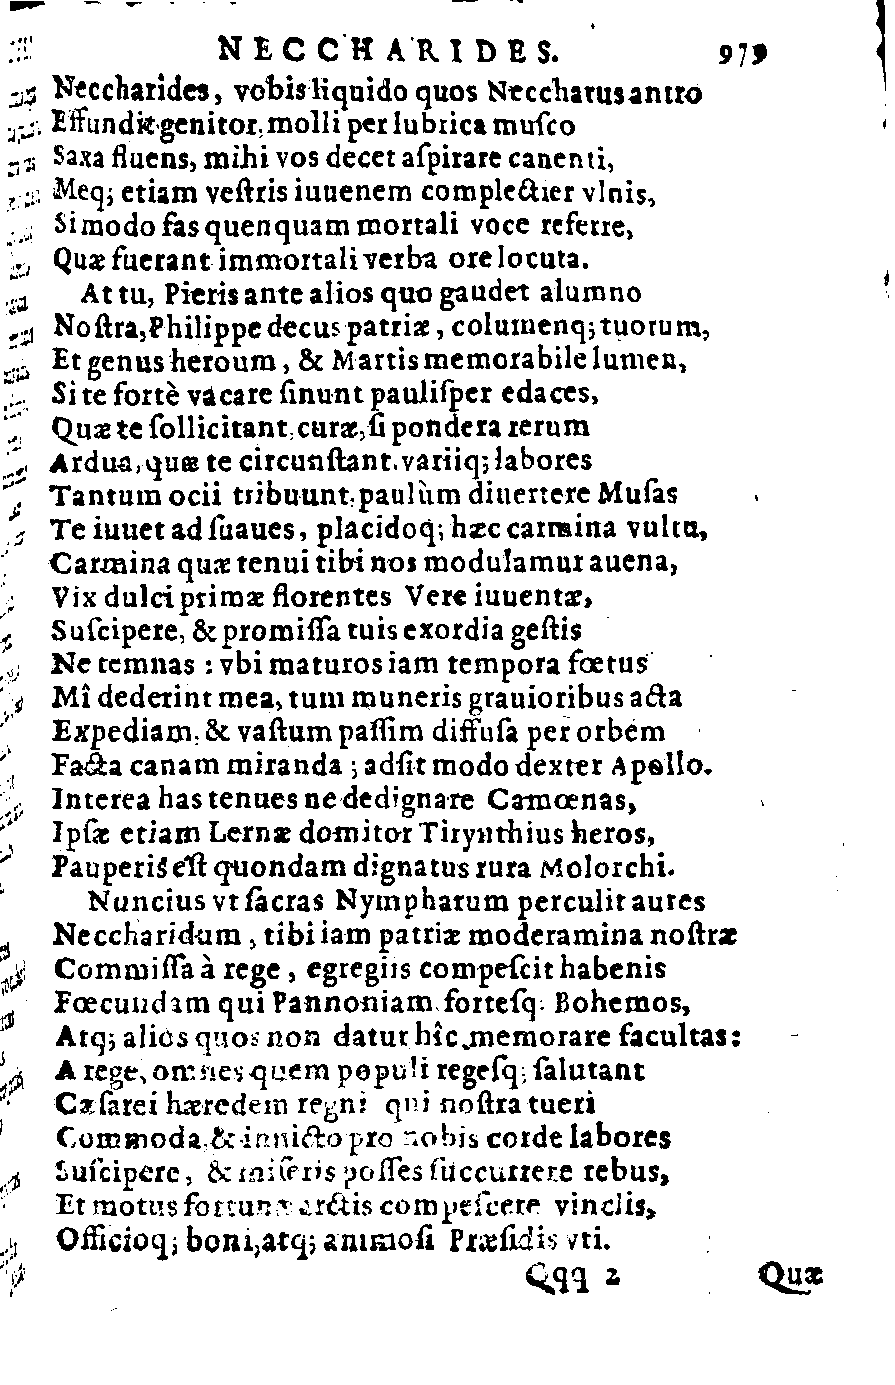 NECCHARIDES. 979
Neccharides, vobis liquido quos Neccharus antro
Effundit genitor, molli per lubrica muſco
Saxa fluens, mihi vos decet aſpirare canenti,
Meq; etiam veſtris iuuenem complectier vlnis,
Si modo fas quenquam mortali voce referre,
Quæ fuerant immortali verba ore locuta.
At tu, Pieris ante alios quo gaudet alumno
Noſtra, Philippe decus patriæ, columenq; tuorum,
Et genus heroum, & Martis memorabile lumen,
Si te fortè vacare ſinunt pauliſper edaces,
Quæ te ſollicitant, curæ, ſi pondera rerum
Ardua, quæ te circunſtant, variiq; labores
Tantum ocii tribuunt, paulùm diuertere Muſas
Te iuuet ad ſuaues, placidoq; hæc carmina vultu,
Carmina quæ tenui tibi nos modulamur auena,
Vix dulci primæ florentes Vere iuuentæ,
Suſcipere, & promiſſa tuis exordia geſtis
Ne temnas : vbi maturos iam tempora fœtus
Mî dederint mea, tum muneris grauioribus acta
Expediam, & vaſtum paſſim diffuſa per orbem
Facta canam miranda ; adſit modo dexter Apollo.
Interea has tenues ne dedignare Camœnas,
Ipſæ etiam Lernæ domitor Tirynthius heros,
Pauperis eſt quondam dignatus rura Molorchi.
Nuncius vt ſacras Nympharum perculit aures
Neccharidum, tibi iam patriæ moderamina noſtræ
Commiſſa à rege, egregiis compeſcit habenis
Fœcundam qui Pannoniam, forteſq; Bohemos,
Atq; alios quos non datur hîc memorare facultas:
A rege, omnes quem populi regeſq; ſalutant
Cæſarei hæredem regni qui noſtra tueri
Commoda, & inuicto pro nobis corde labores
Suſcipere, & miſeris poſſes ſuccurrere rebus,
Et motus fortunæ arctis compeſcere vinclis,
Officioq; boni, atq; animoſi Præſidis vti.
Qqq 2 Quæ